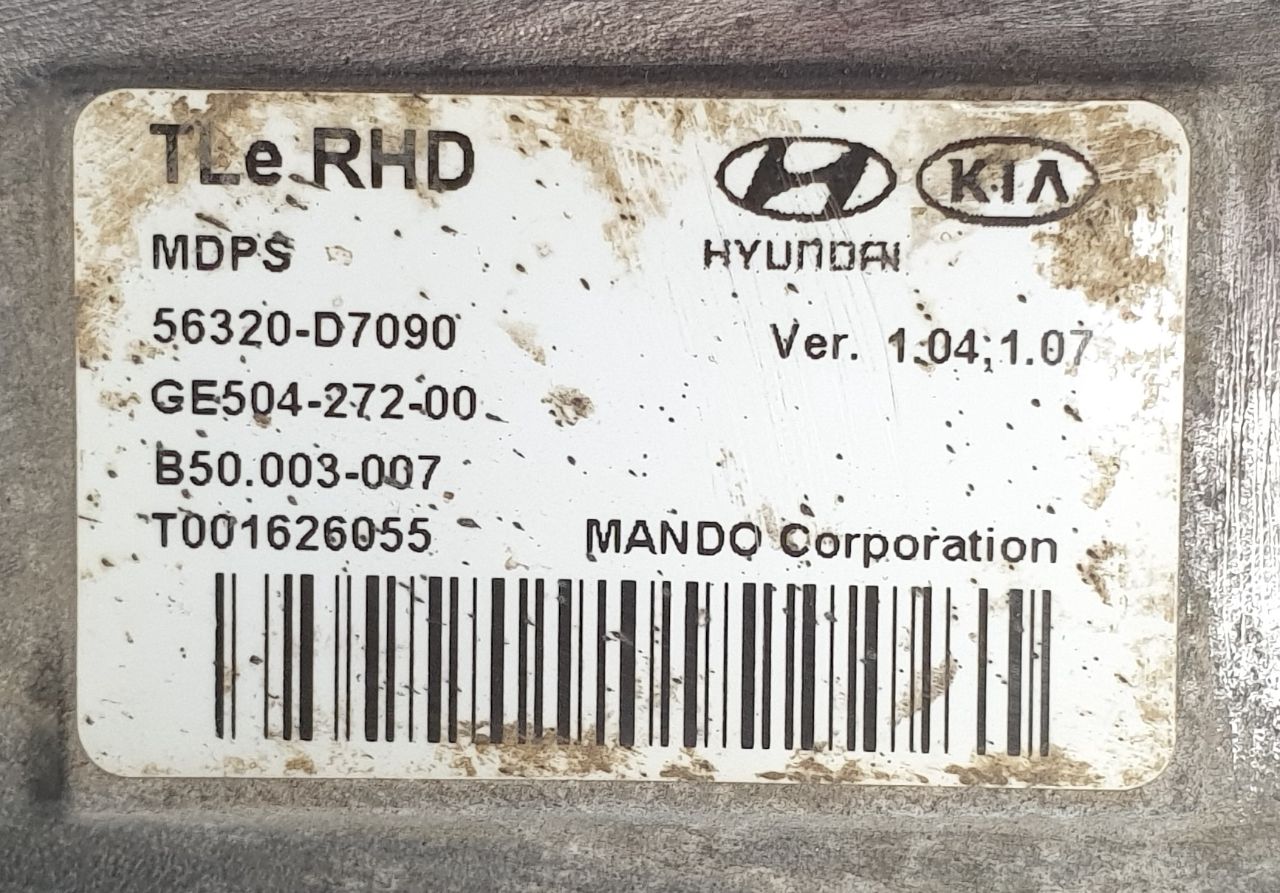 TLe RHD
KIA
HYUNDAI
MDPS
56320-D7090
Ver. 1.04;1.07
GE504-272-00
B50.003-007
T001626055
MANDO Corporation